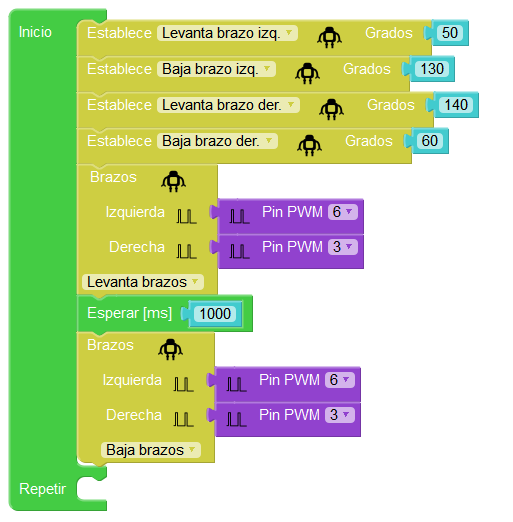 Inicio
Establece Levanta brazo izq. Grados 50
Establece Baja brazo izq. Grados 130
Establece Levanta brazo der. Grados 140
Establece Baja brazo der. Grados 60
Brazos
Izquierda Pin PWM 6
Derecha Pin PWM 3
Levanta brazos
Esperar [ms] 1000
Brazos
Izquierda Pin PWM 6
Derecha Pin PWM 3
Baja brazos
Repetir